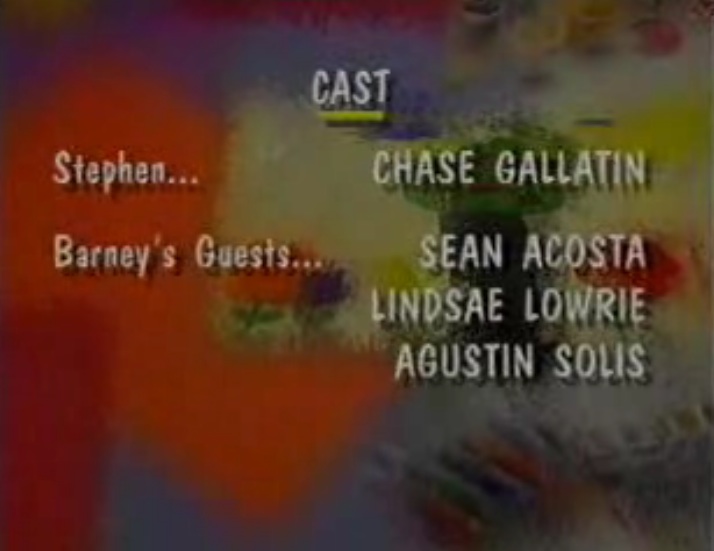 CAST
Stephen... CHASE GALLATIN
Barney's Guests... SEAN ACOSTA
LINDSAE LOWRIE
AGUSTIN SOLIS